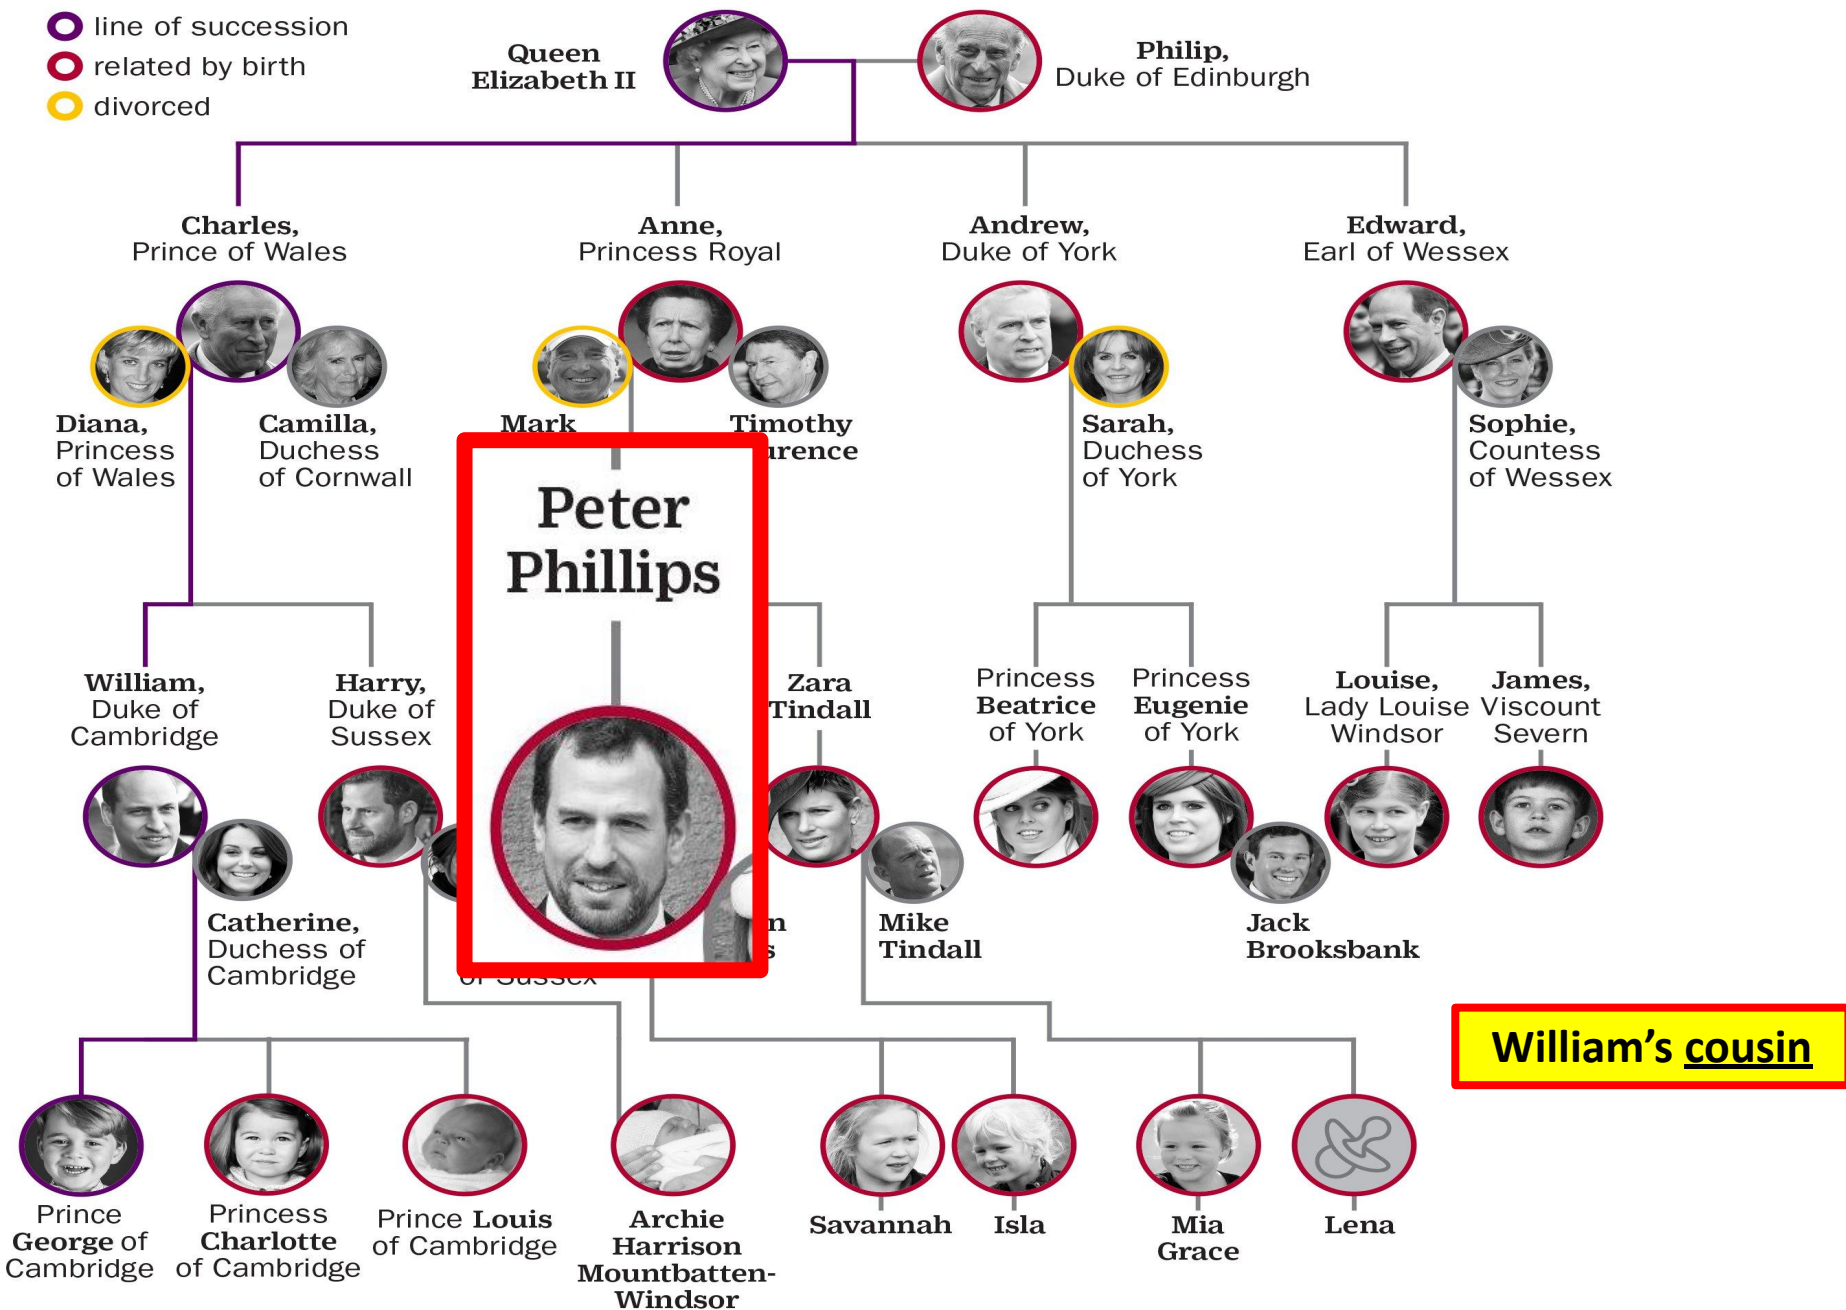 line of succession
related by birth
divorced
Queen
Elizabeth II
Philip,
Duke of Edinburgh
Charles,
Prince of Wales
Anne,
Princess Royal
Andrew,
Duke of York
Edward,
Earl of Wessex
Diana,
Princess
of Wales
Camilla,
Duchess
of Cornwall
Mark
Timothy
urence
Sarah,
Duchess
of York
Sophie,
Countess
of Wessex
Peter
Phillips
William,
Duke of
Cambridge
Harry,
Duke of
Sussex
Zara
Tindall
Princess
Beatrice
of York
Princess
Eugenie
of York
Louise,
Lady Louise
Windsor
James,
Viscount
Severn
Catherine,
Duchess of
Cambridge
of Sussex
n
s
Mike
Tindall
Jack
Brooksbank
William's cousin
Prince
George of
Cambridge
Princess
Charlotte
of Cambridge
Prince Louis
of Cambridge
Archie
Harrison
Mountbatten-
Windsor
Savannah
Isla
Mia
Grace
Lena